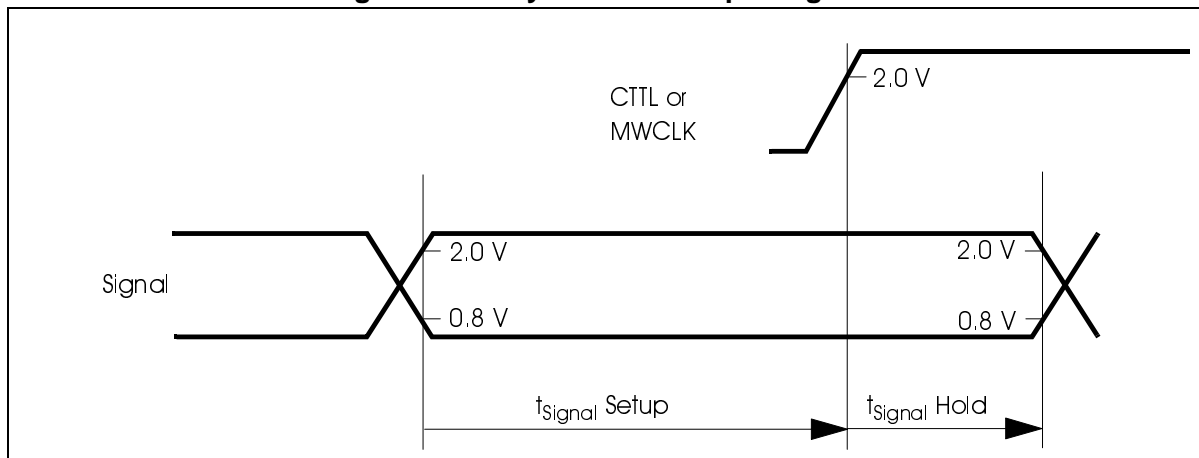 2.0 V
CTTL or
MWCLK
2.0 V
2.0 V
Signal
0.8 V
0.8 V
tSignal Setup
tSignal Hold